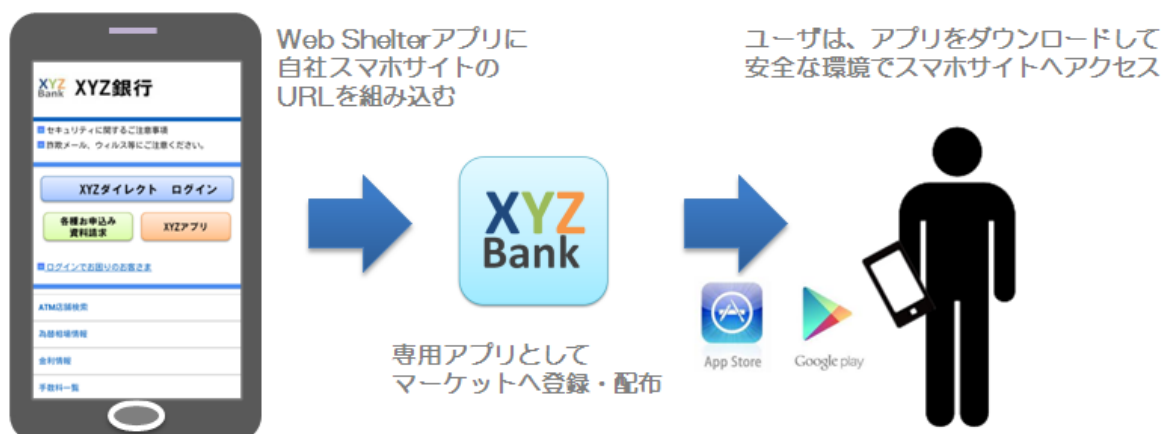 XYZ
Bank
XYZ銀行
セキュリティに関するご注意事項
詐欺メール、ウィルス等にご注意ください。
XYZダイレクト ログイン
各種お申込み
資料請求
XYZアプリ
ログインでお困りのお客さま
ATM店舗検索
為替相場情報
金利情報
手数料一覧
Web Shelterアプリに
自社スマホサイトの
URLを組み込む
XYZ
Bank
専用アプリとして
マーケットへ登録・配布
ユーザは、アプリをダウンロードして
安全な環境でスマホサイトへアクセス
App Store
Google play